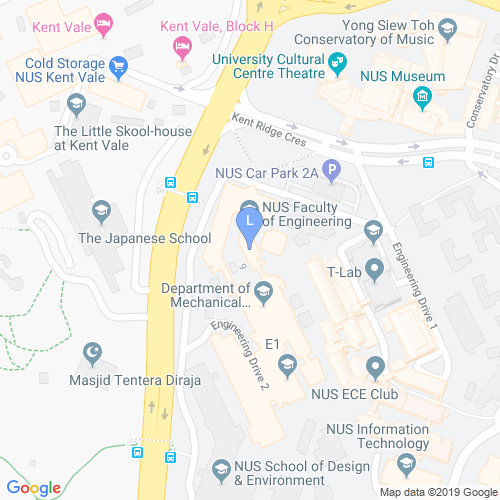 Kent Vale
Kent Vale, Block H
Yong Siew Toh
Conservatory of Music
Cold Storage
NUS Kent Vale
University Cultural
Centre Theatre
NUS Museum
Conservatory Dr
The Little Skool-house
at Kent Vale
Kent Ridge Cres
NUS Car Park 2A
P
NUS Faculty
of Engineering
L
The Japanese School
Engineering Drive 1
T-Lab
9
Department of
Mechanical...
Engineering Drive 2
E1
Masjid Tentera Diraja
NUS ECE Club
NUS Information
Technology
NUS School of Design
& Environment
Google
Map data ©2019 Google